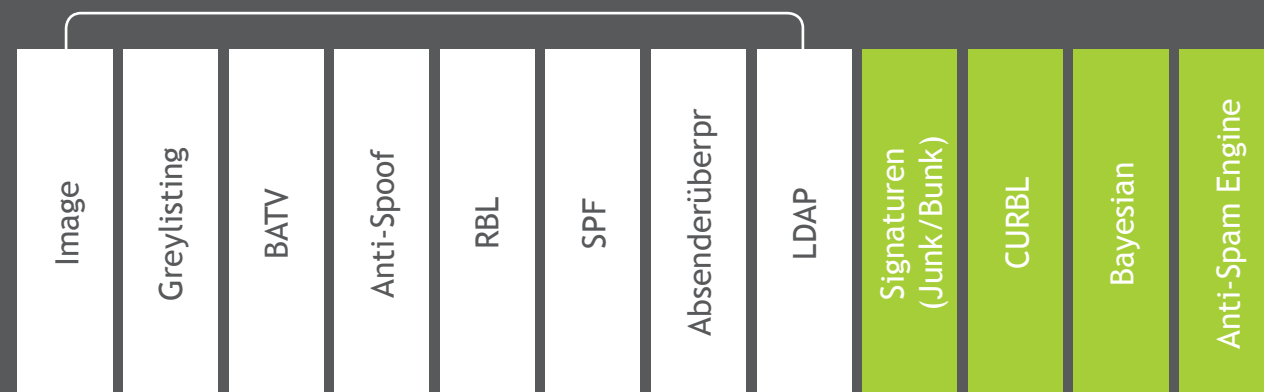 Image
Greylisting
BATV
Anti-Spoof
RBL
SPF
Absenderüberpr
LDAP
Signaturen
(Junk/Bunk)
CURBL
Bayesian
Anti-Spam Engine